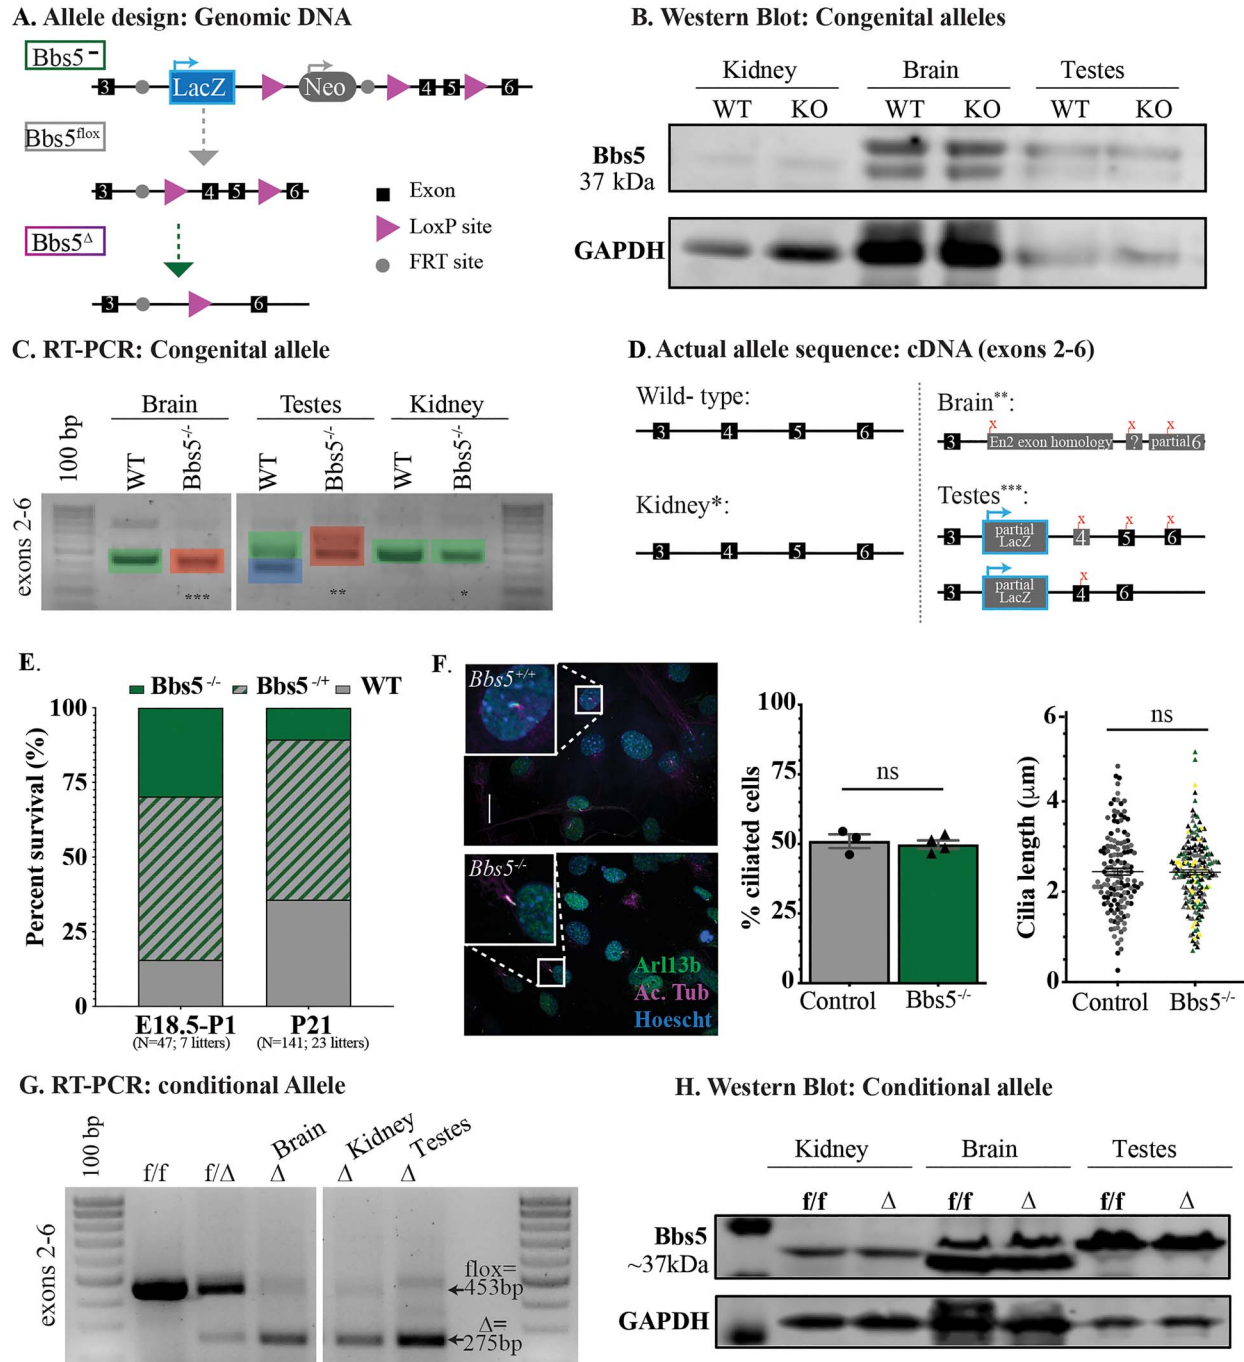 A. Allele design: Genomic DNA
Bbs5⁻
3 LacZ Neo 4 5 6
Bbs5ᶠˡᵒˣ
3 4 5 6
Bbs5^Δ
3 6
Exon
LoxP site
FRT site
B. Western Blot: Congenital alleles
Kidney Brain Testes
WT KO WT KO WT KO
Bbs5
37 kDa
GAPDH
C. RT-PCR: Congenital allele
Brain Testes Kidney
100 bp WT Bbs5⁻/⁻ WT Bbs5⁻/⁻ WT Bbs5⁻/⁻
exons 2-6
*** ** *
D. Actual allele sequence: cDNA (exons 2-6)
Wild- type:
3 4 5 6
Kidney*:
3 4 5 6
Brain**:
x x x
3 En2 exon homology ? partial 6
Testes***:
x x x
3 partial LacZ 4 5 6
x
3 partial LacZ 4 6
E.
Bbs5⁻/⁻ Bbs5⁻/⁺ WT
Percent survival (%)
100
75
50
25
0
E18.5-P1 P21
(N=47; 7 litters) (N=141; 23 litters)
F.
Bbs5⁺/⁺
Bbs5⁻/⁻
Arl13b
Ac. Tub
Hoescht
% ciliated cells
100
50
0
ns
Control Bbs5⁻/⁻
Cilia length (μm)
6
4
2
0
ns
Control Bbs5⁻/⁻
G. RT-PCR: conditional Allele
Brain Kidney Testes
100 bp f/f f/Δ Δ Δ Δ
exons 2-6
flox=
453bp
Δ=
275bp
H. Western Blot: Conditional allele
Kidney Brain Testes
f/f Δ f/f Δ f/f Δ
Bbs5
~37kDa
GAPDH